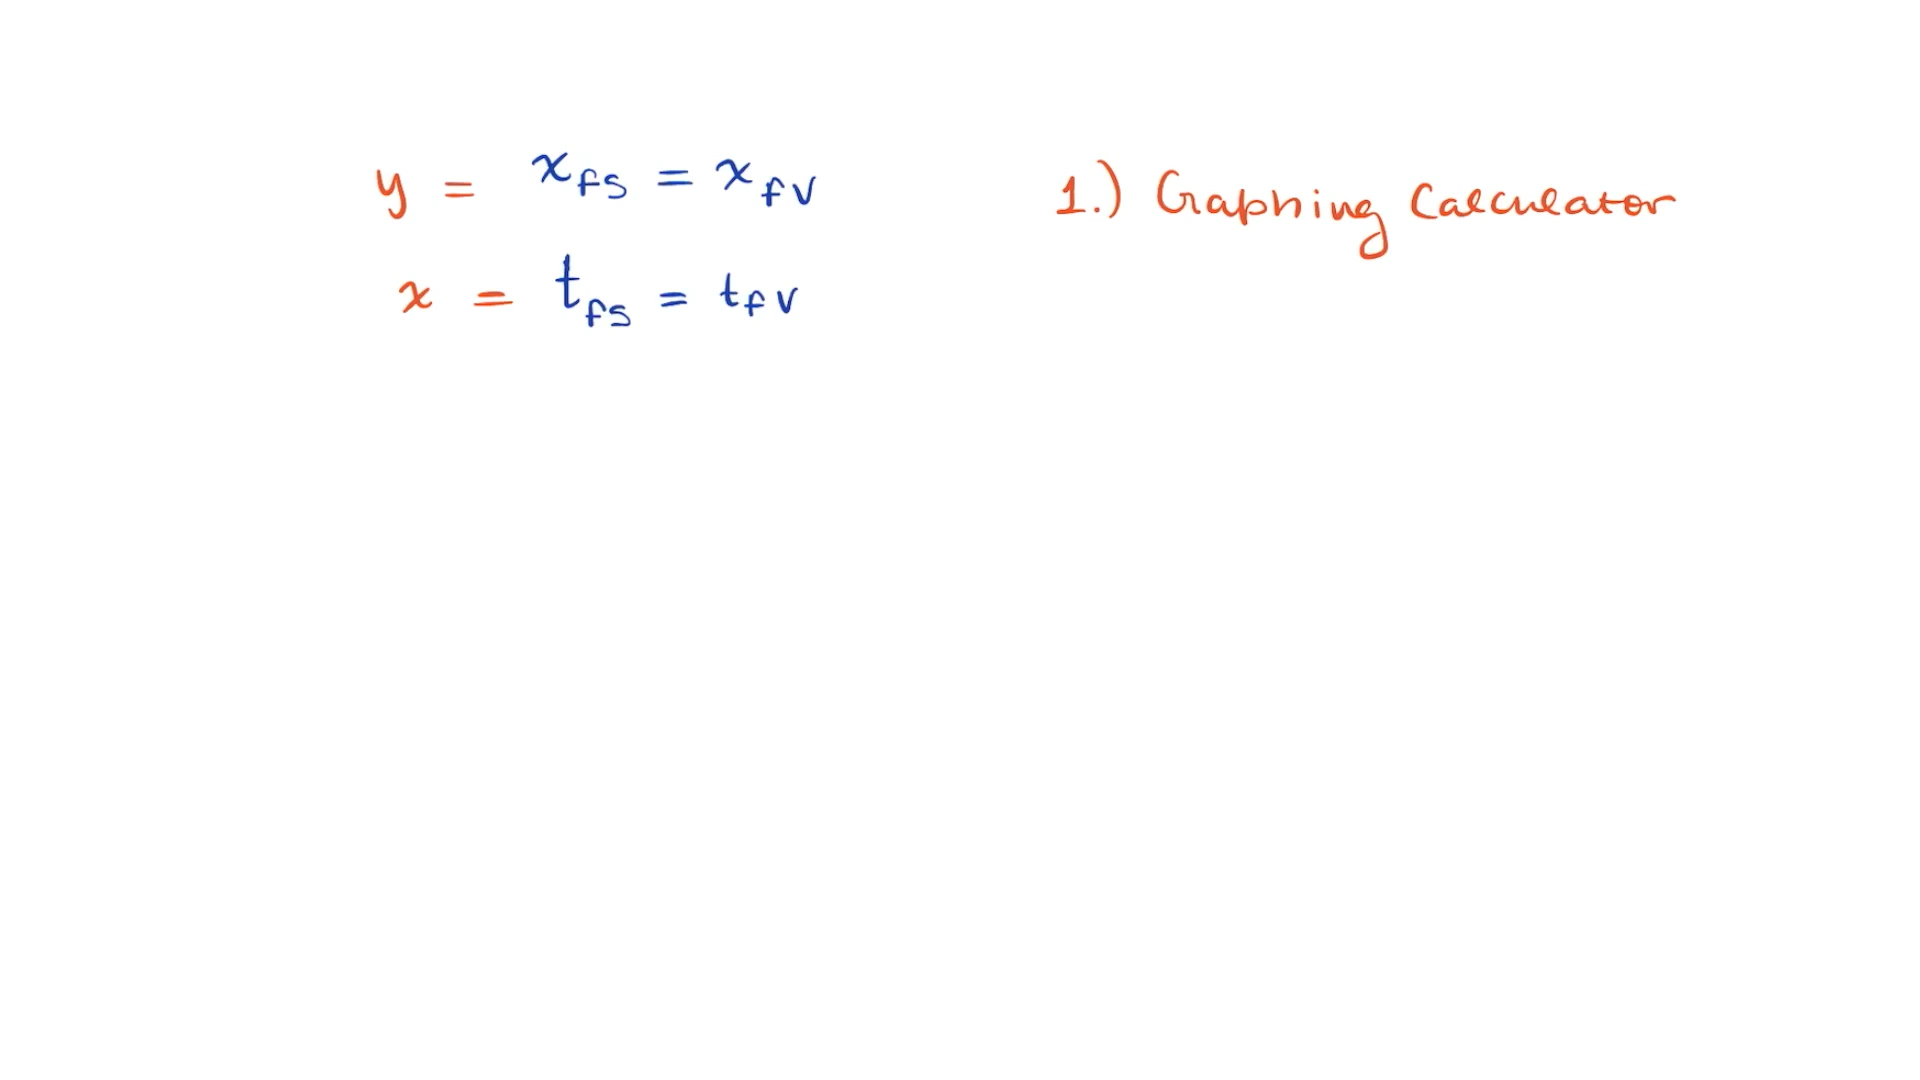 y = x_fs = x_fv
x = t_fs = t_fv
1.) Graphing Calculator